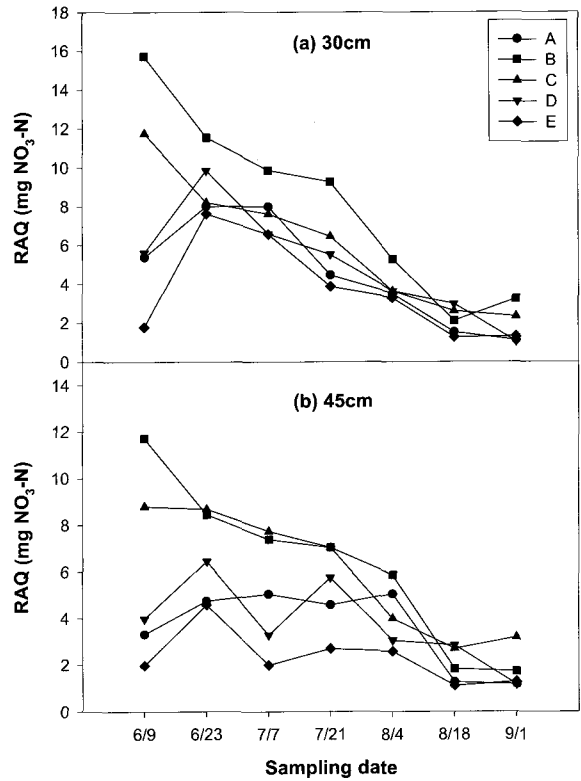 18
16
14
12
10
8
6
4
2
0
RAQ (mg NO₃-N)
(a) 30cm
A
B
C
D
E
14
12
10
8
6
4
2
0
RAQ (mg NO₃-N)
(b) 45cm
6/9 6/23 7/7 7/21 8/4 8/18 9/1
Sampling date